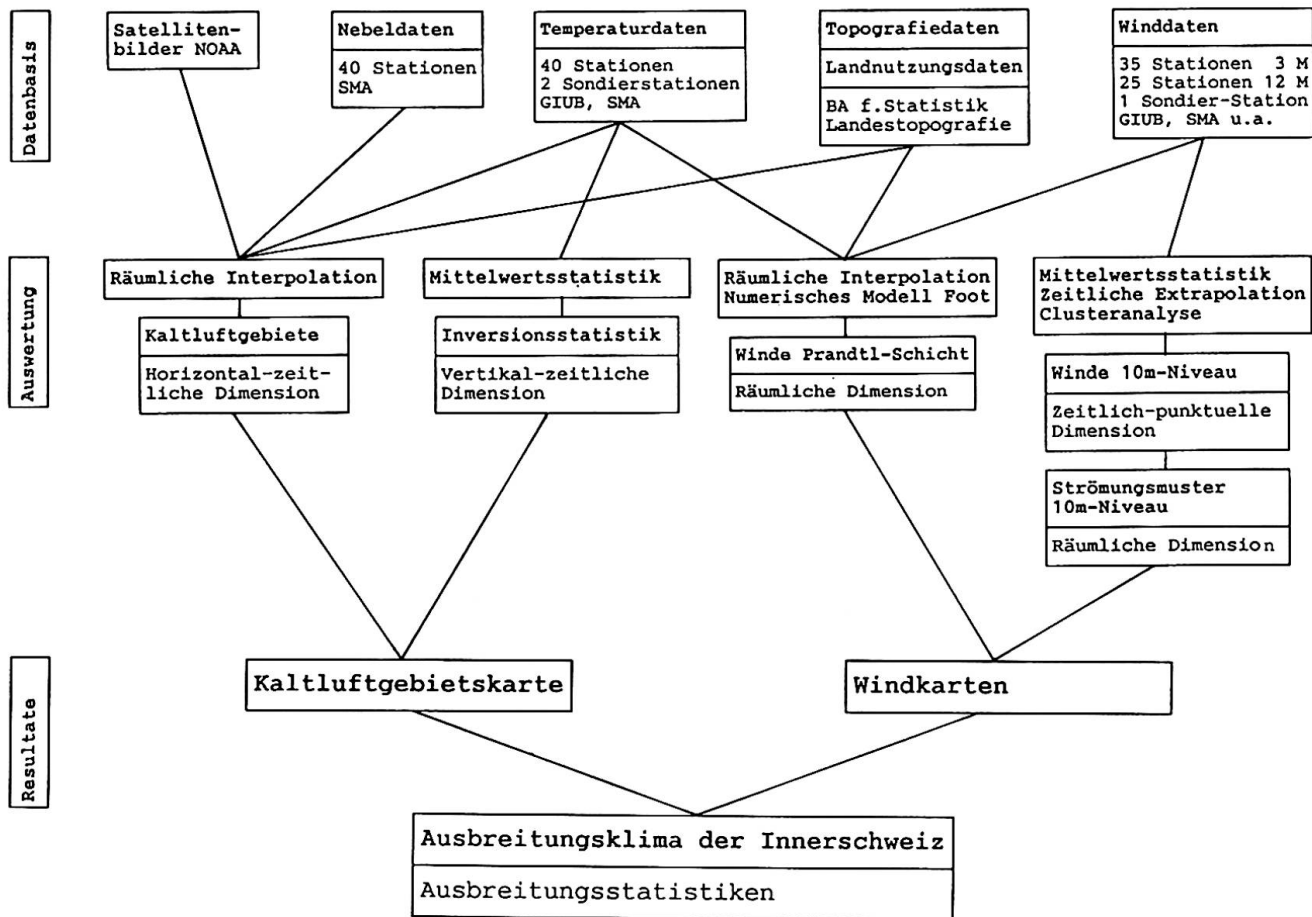 Datenbasis
Satelliten-
bilder NOAA
Nebeldaten
40 Stationen
SMA
Temperaturdaten
40 Stationen
2 Sondierstationen
GIUB, SMA
Topografiedaten
Landnutzungsdaten
BA f.Statistik
Landestopografie
Winddaten
35 Stationen 3 M
25 Stationen 12 M
1 Sondier-Station
GIUB, SMA u.a.
Auswertung
Räumliche Interpolation
Kaltluftgebiete
Horizontal-zeit-
liche Dimension
Mittelwertsstatistik
Inversionsstatistik
Vertikal-zeitliche
Dimension
Räumliche Interpolation
Numerisches Modell Foot
Winde Prandtl-Schicht
Räumliche Dimension
Mittelwertsstatistik
Zeitliche Extrapolation
Clusteranalyse
Winde 10m-Niveau
Zeitlich-punktuelle
Dimension
Strömungsmuster
10m-Niveau
Räumliche Dimension
Resultate
Kaltluftgebietskarte
Windkarten
Ausbreitungsklima der Innerschweiz
Ausbreitungsstatistiken